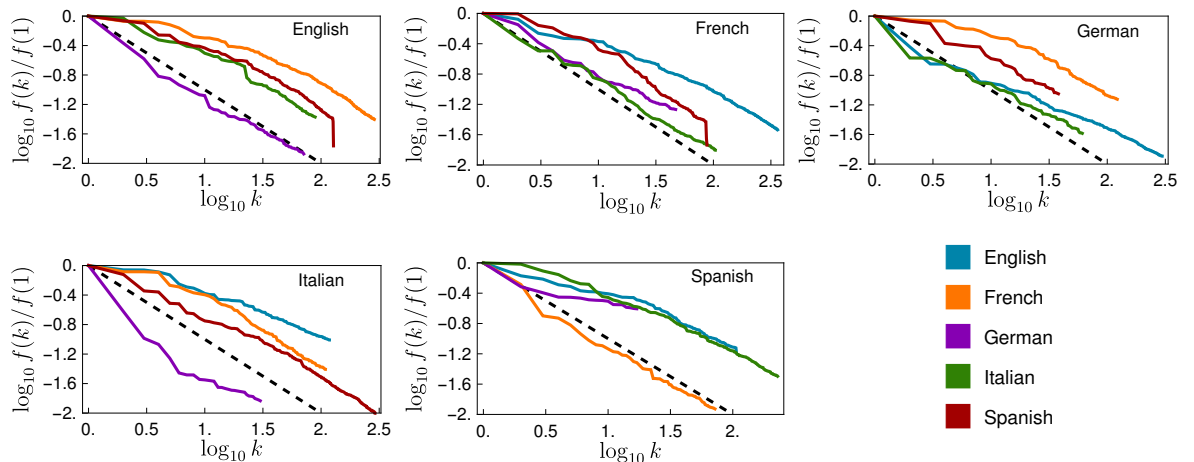 English
log₁₀ f(k)/f(1)
0.
-0.4
-0.8
-1.2
-1.6
-2.
0. 0.5 1. 1.5 2. 2.5
log₁₀ k
French
log₁₀ f(k)/f(1)
0.
-0.4
-0.8
-1.2
-1.6
-2.
0. 0.5 1. 1.5 2. 2.5
log₁₀ k
German
log₁₀ f(k)/f(1)
0.
-0.4
-0.8
-1.2
-1.6
-2.
0. 0.5 1. 1.5 2. 2.5
log₁₀ k
Italian
log₁₀ f(k)/f(1)
0.
-0.4
-0.8
-1.2
-1.6
-2.
0. 0.5 1. 1.5 2. 2.5
log₁₀ k
Spanish
log₁₀ f(k)/f(1)
0.
-0.4
-0.8
-1.2
-1.6
-2.
0. 0.5 1. 1.5 2.
log₁₀ k
English
French
German
Italian
Spanish